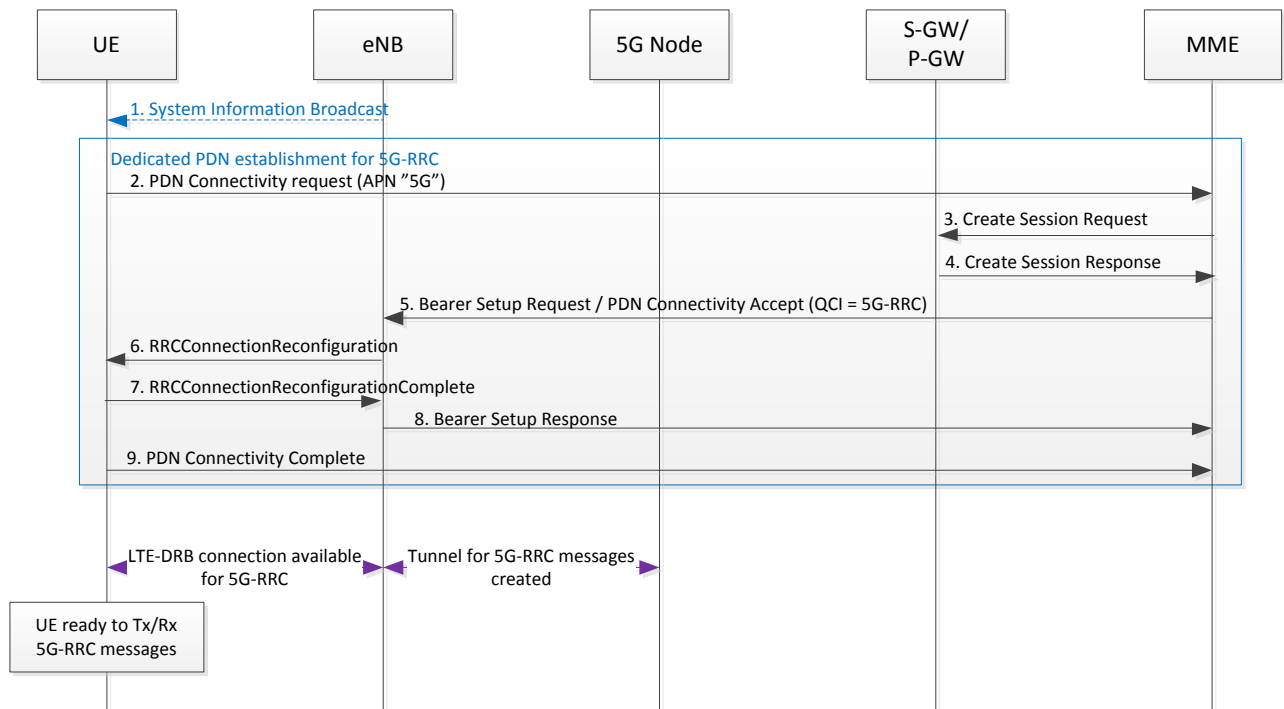 UE
eNB
5G Node
S-GW/
P-GW
MME
1. System Information Broadcast
Dedicated PDN establishment for 5G-RRC
2. PDN Connectivity request (APN ”5G”)
3. Create Session Request
4. Create Session Response
5. Bearer Setup Request / PDN Connectivity Accept (QCI = 5G-RRC)
6. RRCConnectionReconfiguration
7. RRCConnectionReconfigurationComplete
8. Bearer Setup Response
9. PDN Connectivity Complete
LTE-DRB connection available
for 5G-RRC
Tunnel for 5G-RRC messages
created
UE ready to Tx/Rx
5G-RRC messages